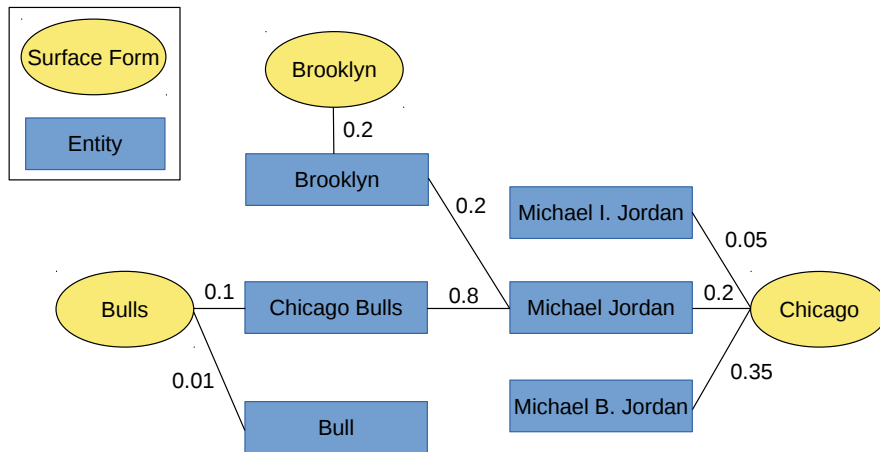 Surface Form
Entity
Brooklyn
0.2
Brooklyn
0.2
Michael I. Jordan
0.05
Bulls
0.1
Chicago Bulls
0.8
Michael Jordan
0.2
Chicago
0.01
0.35
Bull
Michael B. Jordan